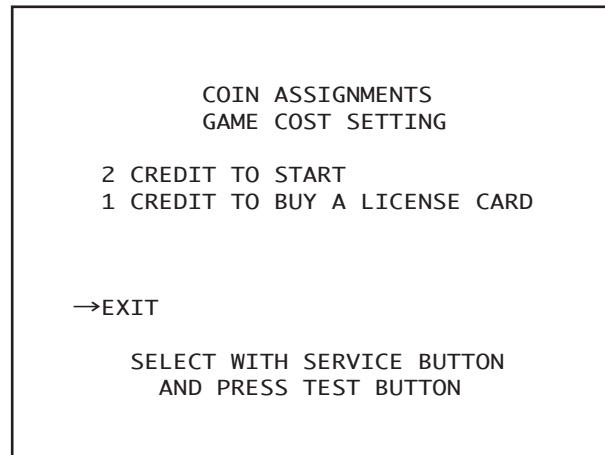 COIN ASSIGNMENTS
GAME COST SETTING
2 CREDIT TO START
1 CREDIT TO BUY A LICENSE CARD
→EXIT
SELECT WITH SERVICE BUTTON
AND PRESS TEST BUTTON